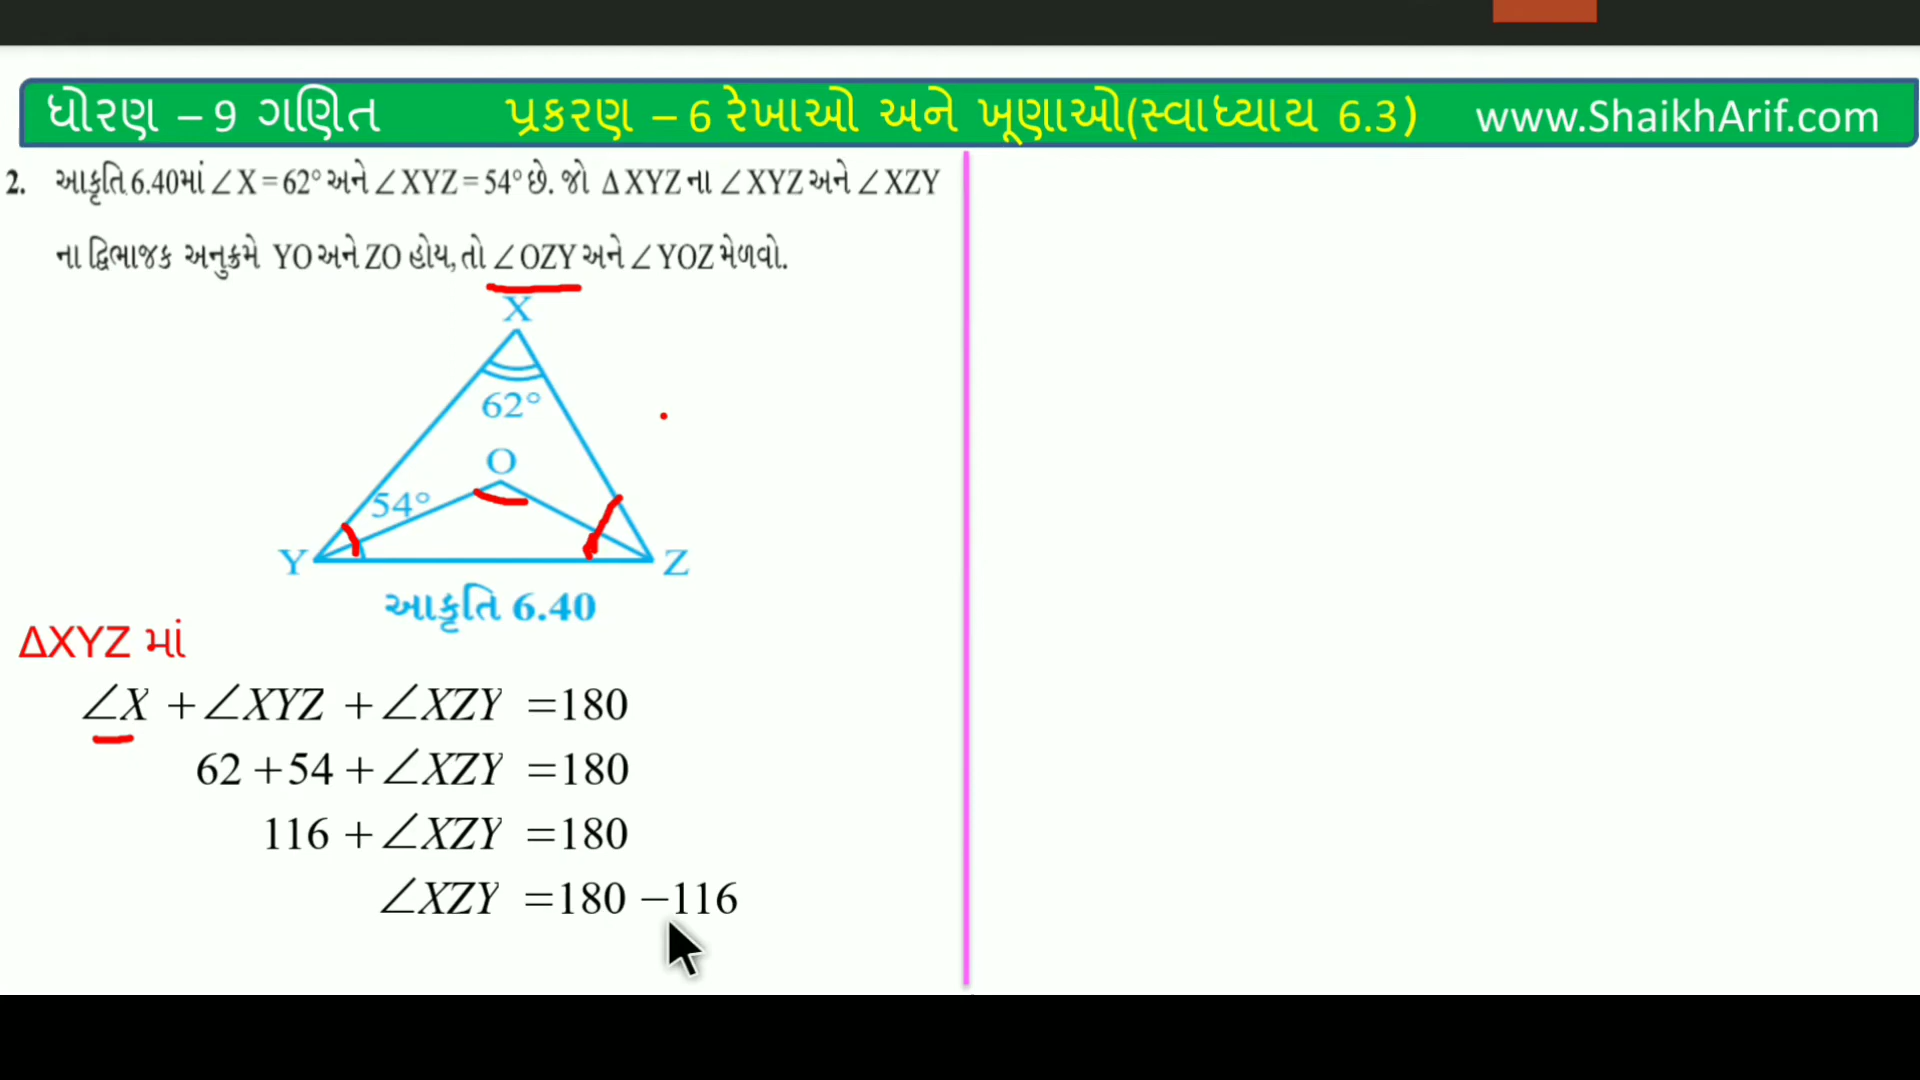 ધોરણ – 9 ગણિત પ્રકરણ – 6 રેખાઓ અને ખૂણાઓ(સ્વાધ્યાય 6.3) www.ShaikhArif.com
2. આકૃતિ 6.40માં ∠X = 62° અને ∠XYZ = 54° છે. જો Δ XYZ ના ∠XYZ અને ∠XZY
ના દ્વિભાજક અનુક્રમે YO અને ZO હોય, તો ∠OZY અને ∠YOZ મેળવો.
X
62°
O
54°
Y Z
આકૃતિ 6.40
ΔXYZ માં
∠X + ∠XYZ + ∠XZY = 180
62 + 54 + ∠XZY = 180
116 + ∠XZY = 180
∠XZY = 180 − 116